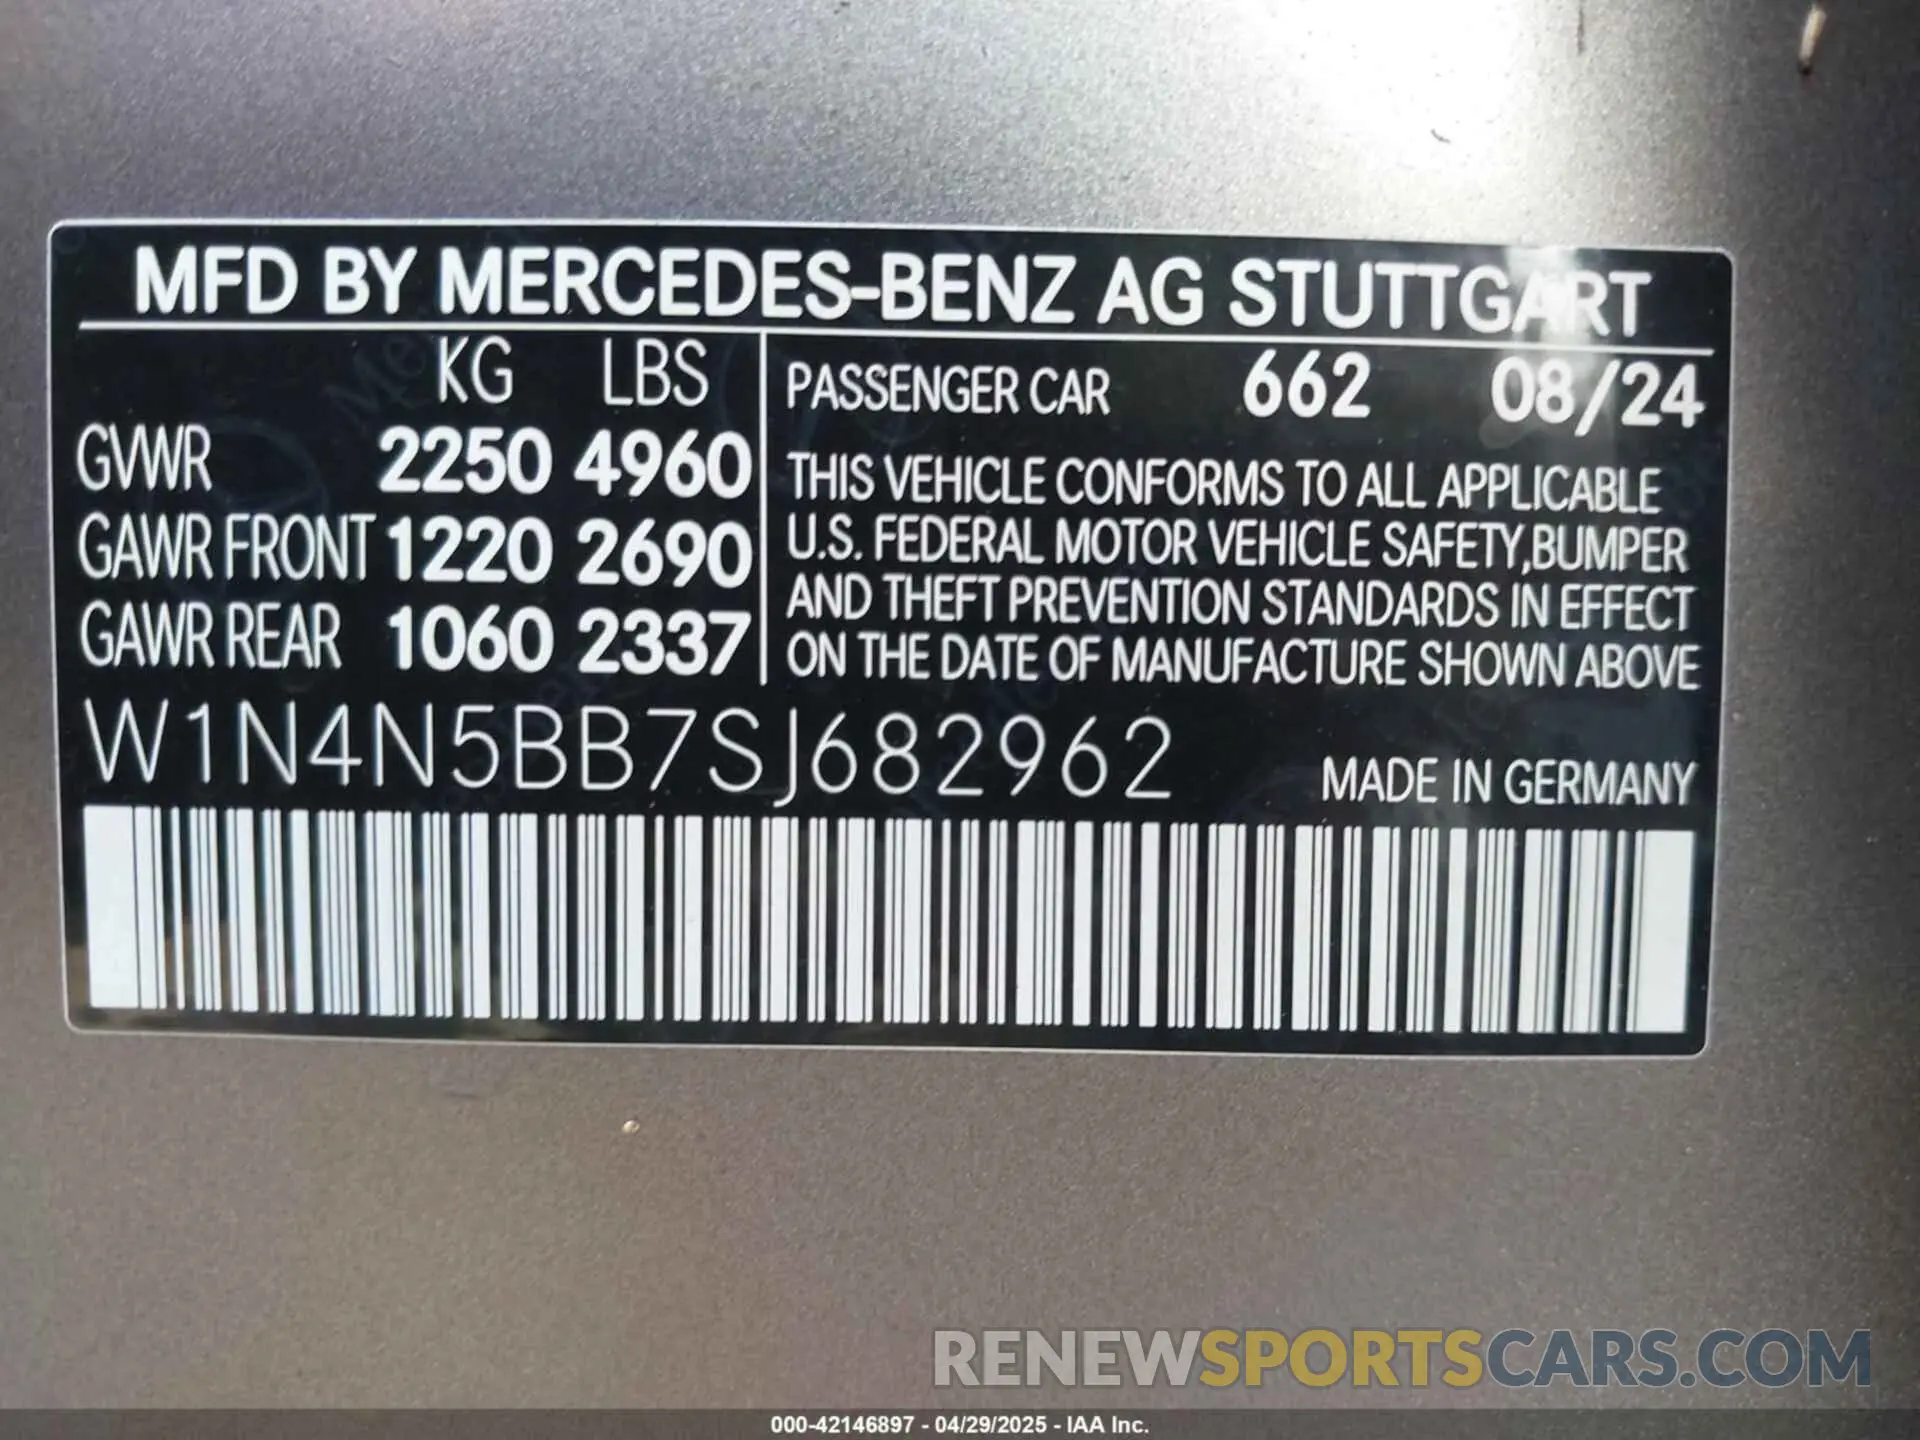 MFD BY MERCEDES-BENZ AG STUTTGART
KG LBS
GVWR 2250 4960
GAWR FRONT 1220 2690
GAWR REAR 1060 2337
PASSENGER CAR 662 08/24
THIS VEHICLE CONFORMS TO ALL APPLICABLE
U.S. FEDERAL MOTOR VEHICLE SAFETY,BUMPER
AND THEFT PREVENTION STANDARDS IN EFFECT
ON THE DATE OF MANUFACTURE SHOWN ABOVE
W1N4N5BB7SJ682962
MADE IN GERMANY
RENEWSPORTSCARS.COM
000-42146897 - 04/29/2025 - IAA Inc.